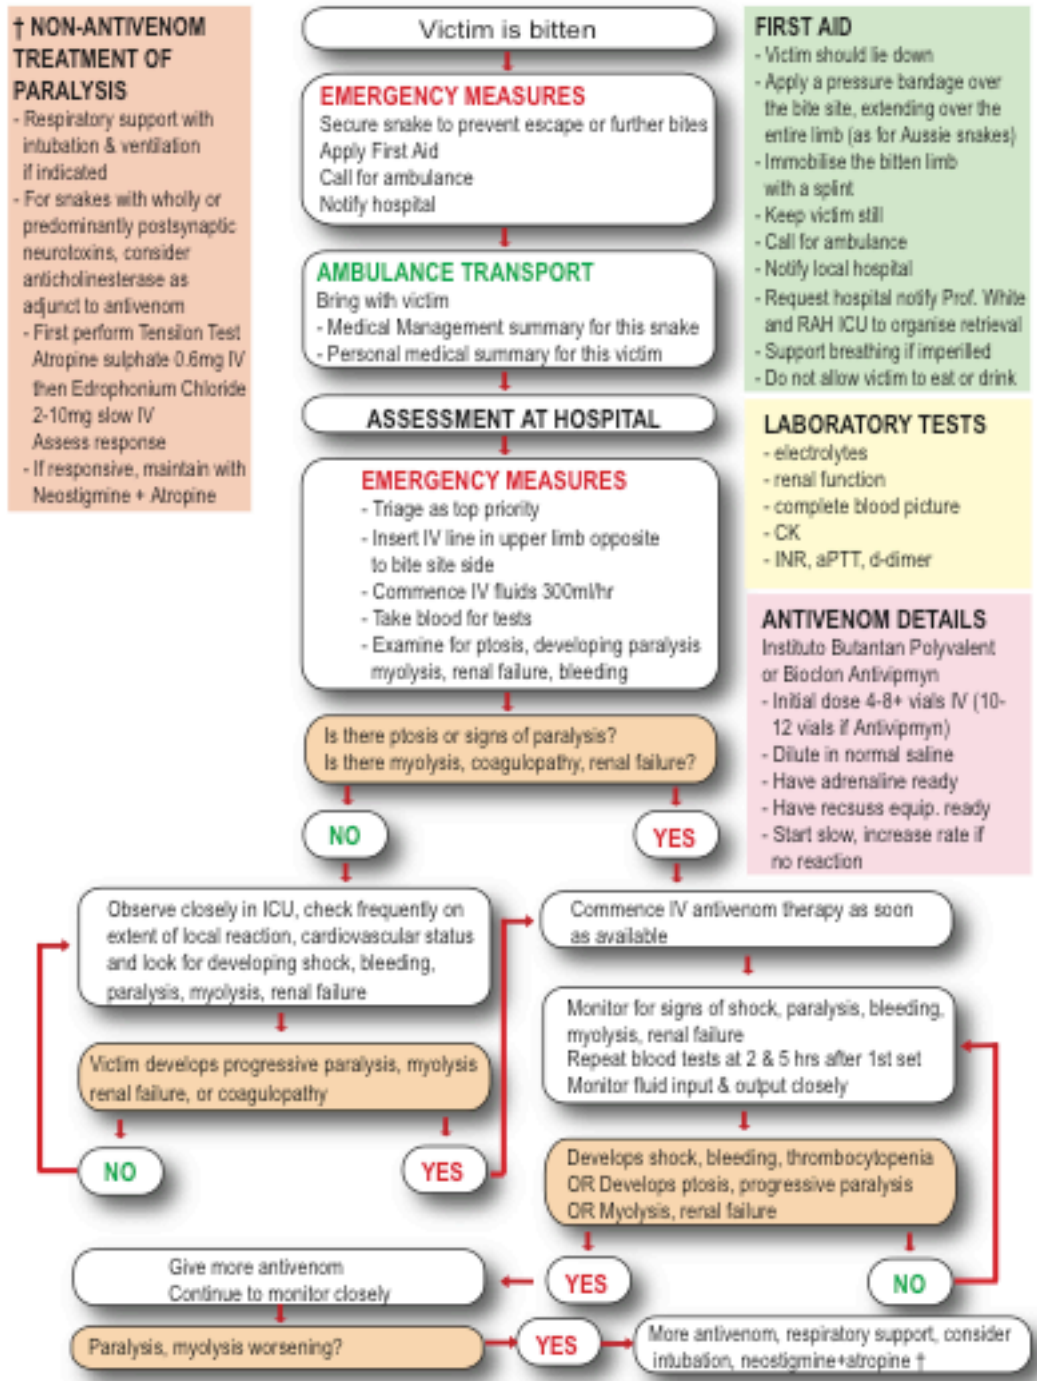 † NON-ANTIVENOM
TREATMENT OF
PARALYSIS
- Respiratory support with
intubation & ventilation
if indicated
- For snakes with wholly or
predominantly postsynaptic
neurotoxins, consider
anticholinesterase as
adjunct to antivenom
- First perform Tensilon Test
Atropine sulphate 0.6mg IV
then Edrophonium Chloride
2-10mg slow IV
Assess response
- If responsive, maintain with
Neostigmine + Atropine
Victim is bitten
EMERGENCY MEASURES
Secure snake to prevent escape or further bites
Apply First Aid
Call for ambulance
Notify hospital
AMBULANCE TRANSPORT
Bring with victim
- Medical Management summary for this snake
- Personal medical summary for this victim
ASSESSMENT AT HOSPITAL
EMERGENCY MEASURES
- Triage as top priority
- Insert IV line in upper limb opposite
to bite site side
- Commence IV fluids 300ml/hr
- Take blood for tests
- Examine for ptosis, developing paralysis
myolysis, renal failure, bleeding
Is there ptosis or signs of paralysis?
Is there myolysis, coagulopathy, renal failure?
NO
YES
FIRST AID
- Victim should lie down
- Apply a pressure bandage over
the bite site, extending over the
entire limb (as for Aussie snakes)
- Immobilise the bitten limb
with a splint
- Keep victim still
- Call for ambulance
- Notify local hospital
- Request hospital notify Prof. White
and RAH ICU to organise retrieval
- Support breathing if imperilled
- Do not allow victim to eat or drink
LABORATORY TESTS
- electrolytes
- renal function
- complete blood picture
- CK
- INR, aPTT, d-dimer
ANTIVENOM DETAILS
Instituto Butantan Polyvalent
or Bioclon Antivipmyn
- Initial dose 4-8+ vials IV (10-
12 vials if Antivipmyn)
- Dilute in normal saline
- Have adrenaline ready
- Have recsuss equip. ready
- Start slow, increase rate if
no reaction
Observe closely in ICU, check frequently on
extent of local reaction, cardiovascular status
and look for developing shock, bleeding,
paralysis, myolysis, renal failure
Victim develops progressive paralysis, myolysis
renal failure, or coagulopathy
NO
YES
Commence IV antivenom therapy as soon
as available
Monitor for signs of shock, paralysis, bleeding,
myolysis, renal failure
Repeat blood tests at 2 & 5 hrs after 1st set
Monitor fluid input & output closely
Develops shock, bleeding, thrombocytopenia
OR Develops ptosis, progressive paralysis
OR Myolysis, renal failure
YES
NO
Give more antivenom
Continue to monitor closely
Paralysis, myolysis worsening?
YES
More antivenom, respiratory support, consider
intubation, neostigmine+atropine †